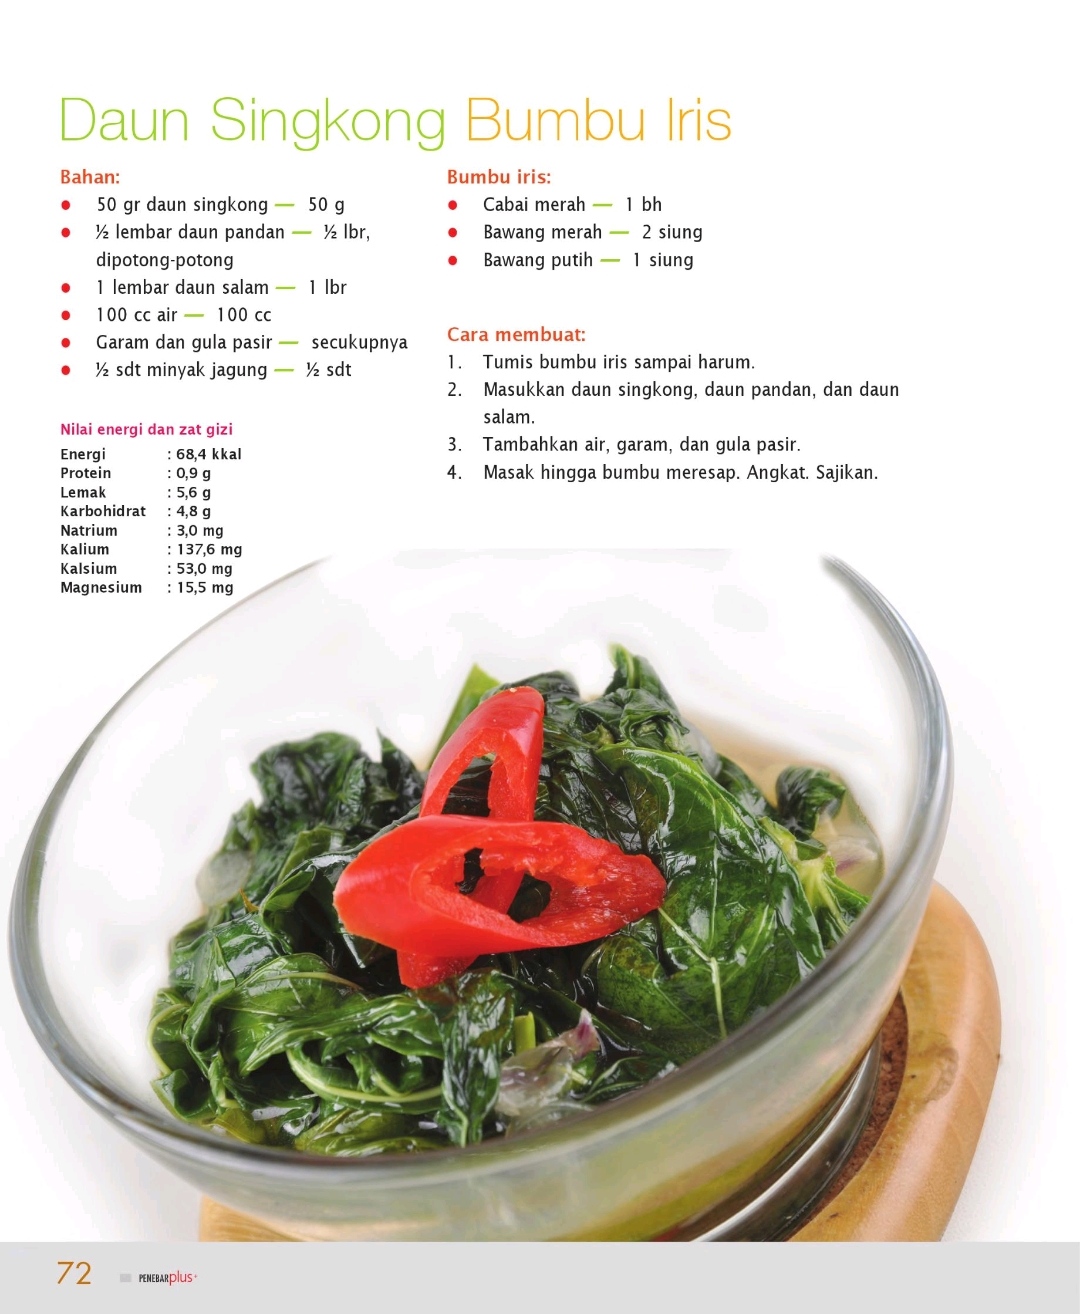 Daun Singkong Bumbu Iris
Bahan:
• 50 gr daun singkong — 50 g
• ½ lembar daun pandan — ½ lbr,
dipotong-potong
• 1 lembar daun salam — 1 lbr
• 100 cc air — 100 cc
• Garam dan gula pasir — secukupnya
• ½ sdt minyak jagung — ½ sdt
Nilai energi dan zat gizi
Energi : 68,4 kkal
Protein : 0,9 g
Lemak : 5,6 g
Karbohidrat : 4,8 g
Natrium : 3,0 mg
Kalium : 137,6 mg
Kalsium : 53,0 mg
Magnesium : 15,5 mg
Bumbu iris:
• Cabai merah — 1 bh
• Bawang merah — 2 siung
• Bawang putih — 1 siung
Cara membuat:
1. Tumis bumbu iris sampai harum.
2. Masukkan daun singkong, daun pandan, dan daun
salam.
3. Tambahkan air, garam, dan gula pasir.
4. Masak hingga bumbu meresap. Angkat. Sajikan.
72 PENEBARplus+